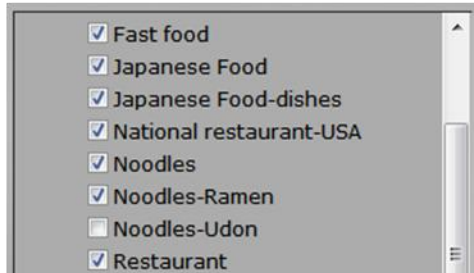 Fast food
Japanese Food
Japanese Food-dishes
National restaurant-USA
Noodles
Noodles-Ramen
Noodles-Udon
Restaurant